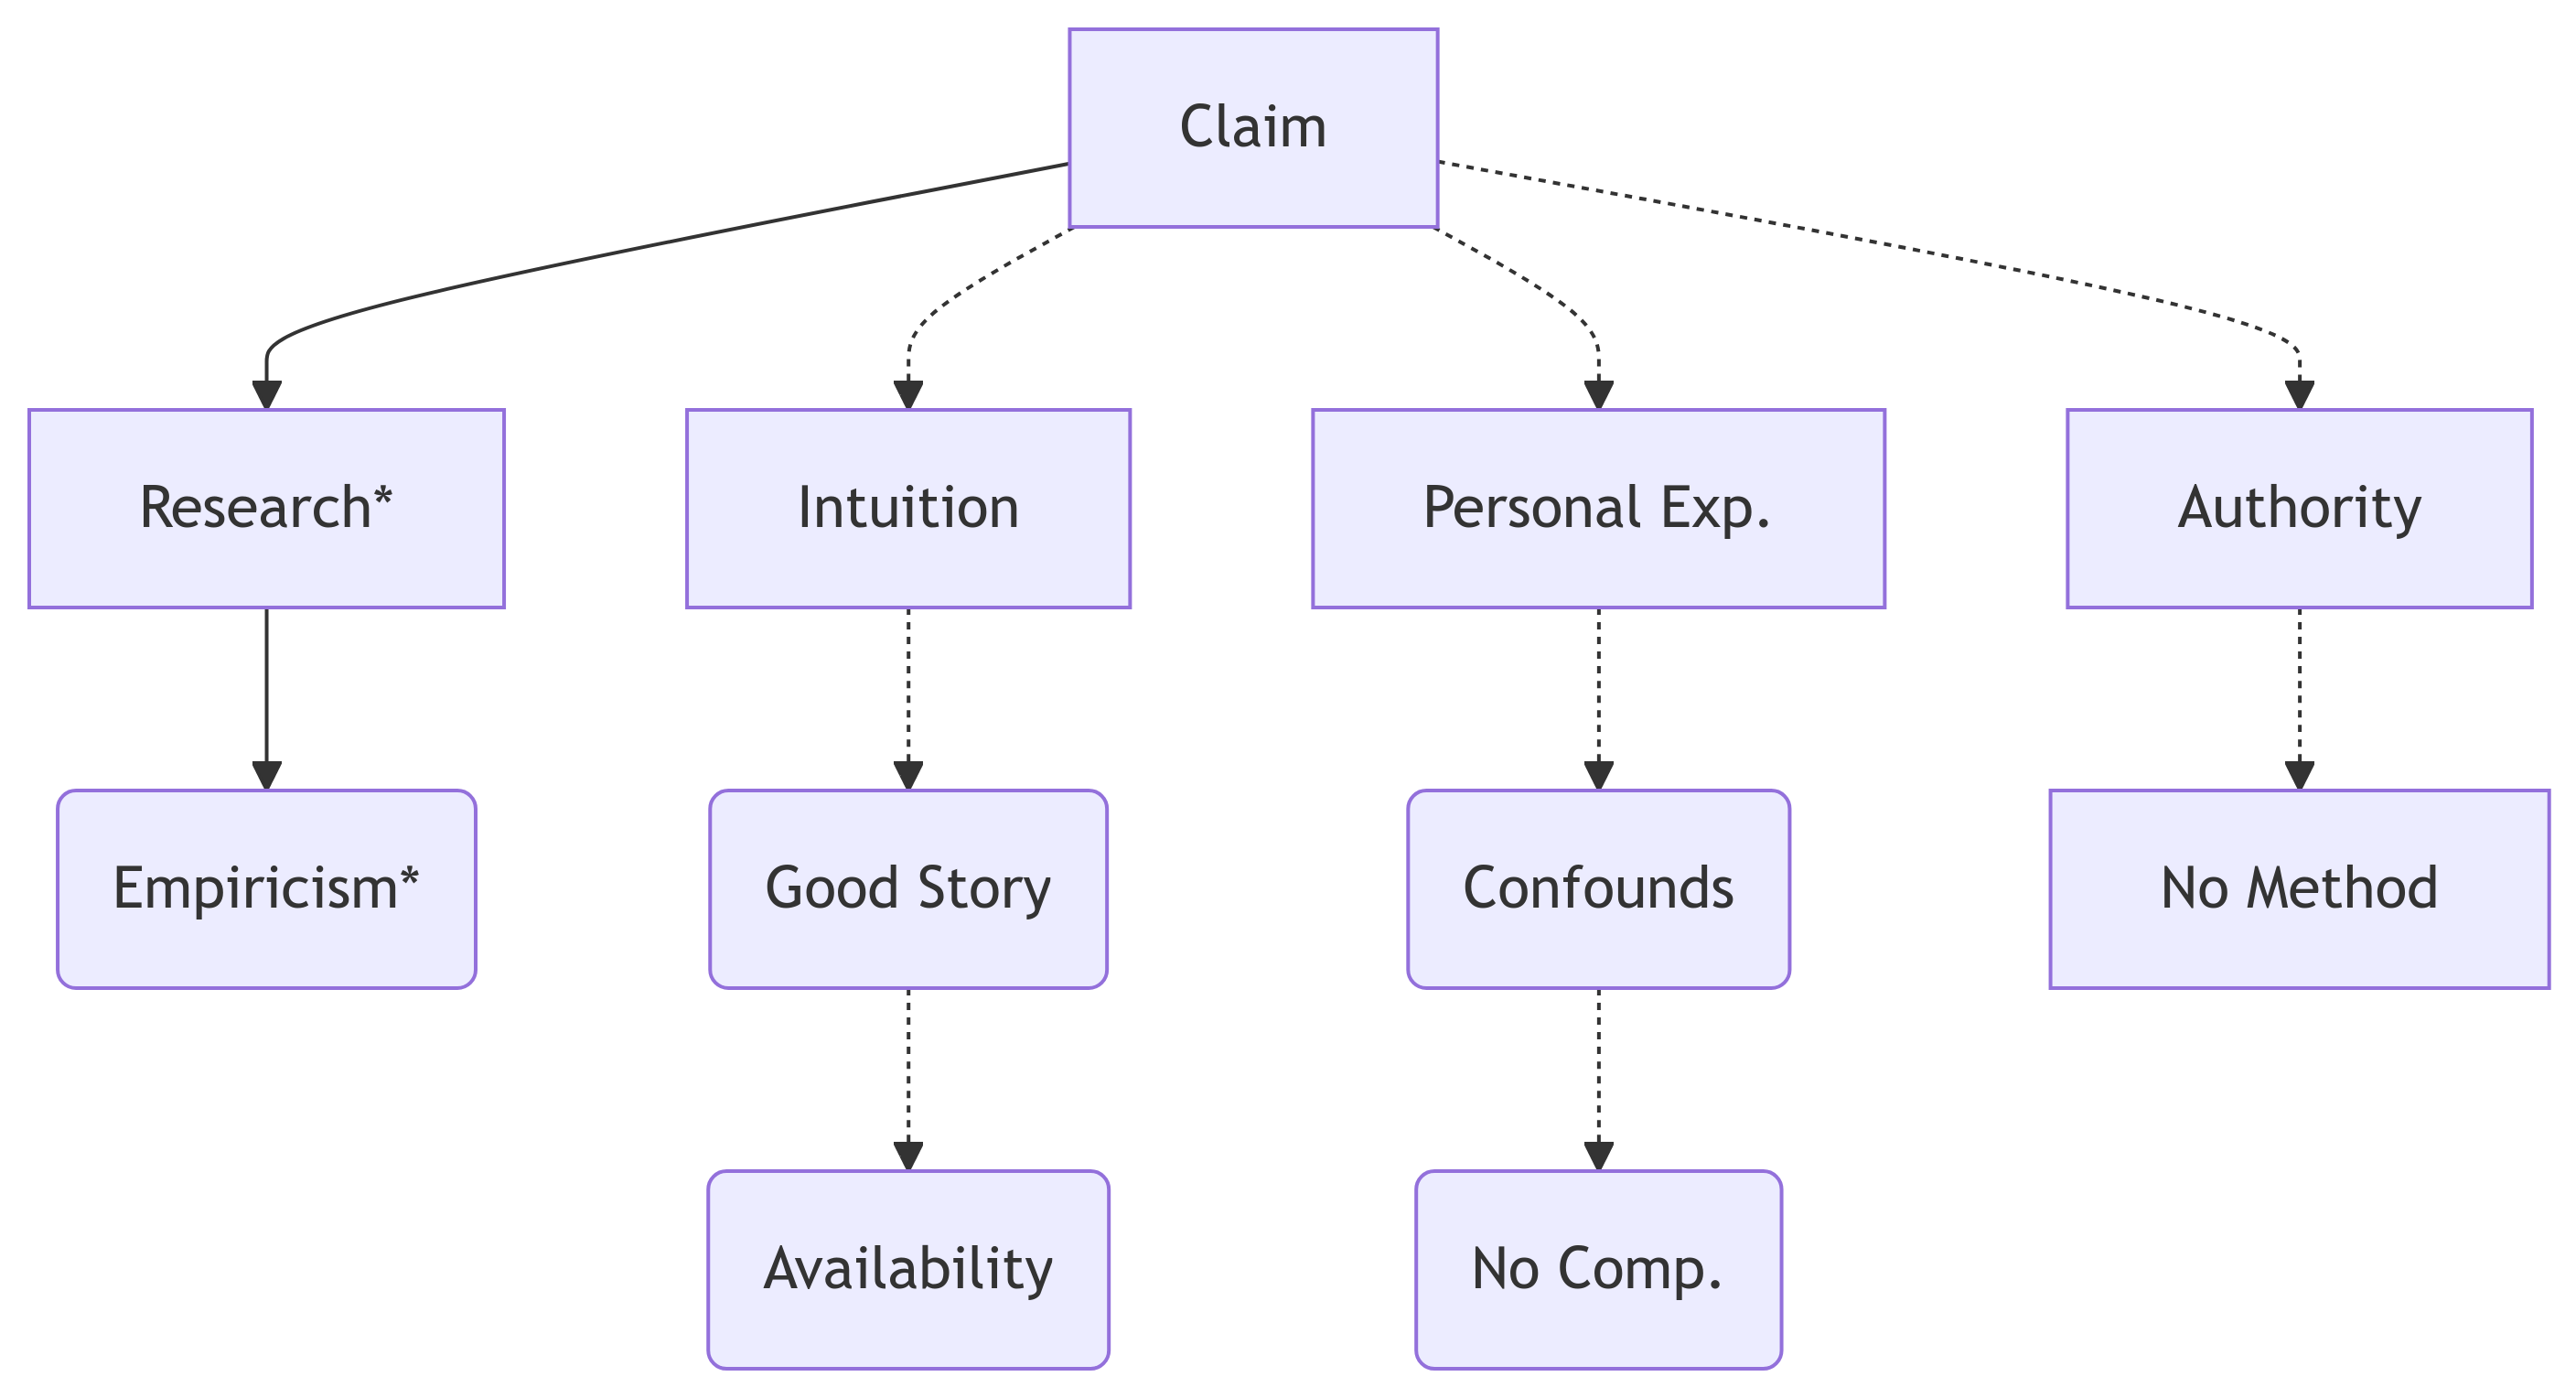 Claim
Research*
Intuition
Personal Exp.
Authority
Empiricism*
Good Story
Confounds
No Method
Availability
No Comp.